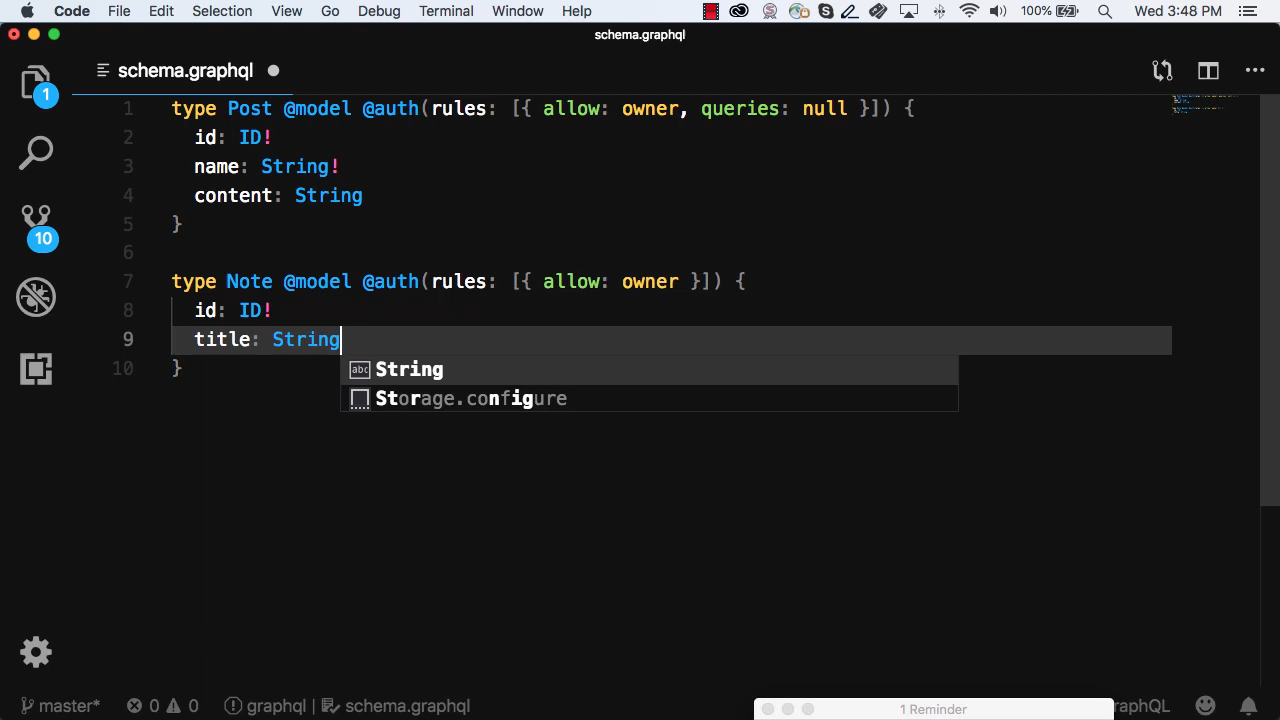 Code File Edit Selection View Go Debug Terminal Window Help 100% Wed 3:48 PM
schema.graphql
schema.graphql
1 type Post @model @auth(rules: [{ allow: owner, queries: null }]) {
1
2 id: ID!
3 name: String!
4 content: String
5 }
10
6
7 type Note @model @auth(rules: [{ allow: owner }]) {
8 id: ID!
9 title: String
10 }
abc String
Storage.configure
master* 0 0 graphql | schema.graphql raphQL
1 Reminder